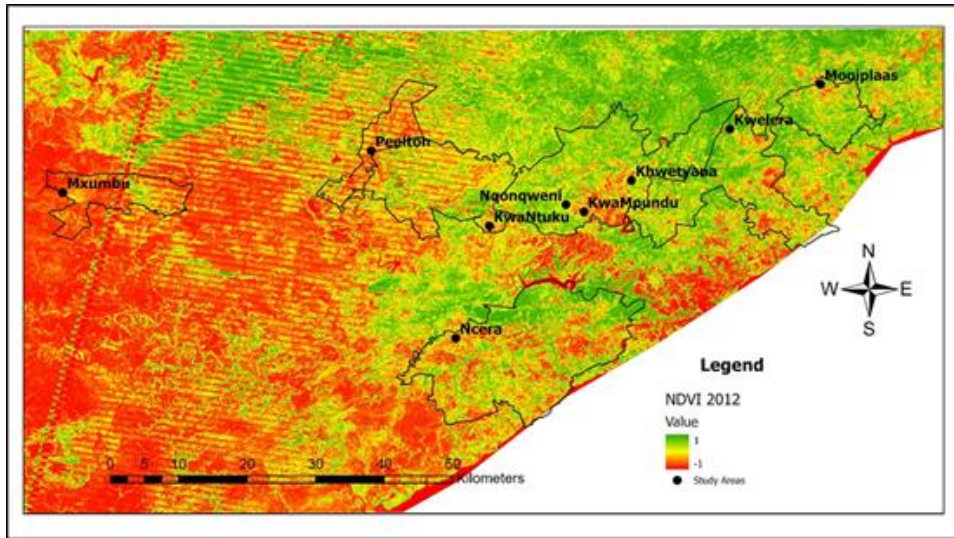 Mooiplaas
Kwelera
Peelton
Khwetyana
Mxumbu
Nqonqweni
KwaMpundu
KwaNtuku
N
W E
S
Ncera
Legend
NDVI 2012
Value
1
-1
Study Areas
0 5 10 20 30 40 50
Kilometers